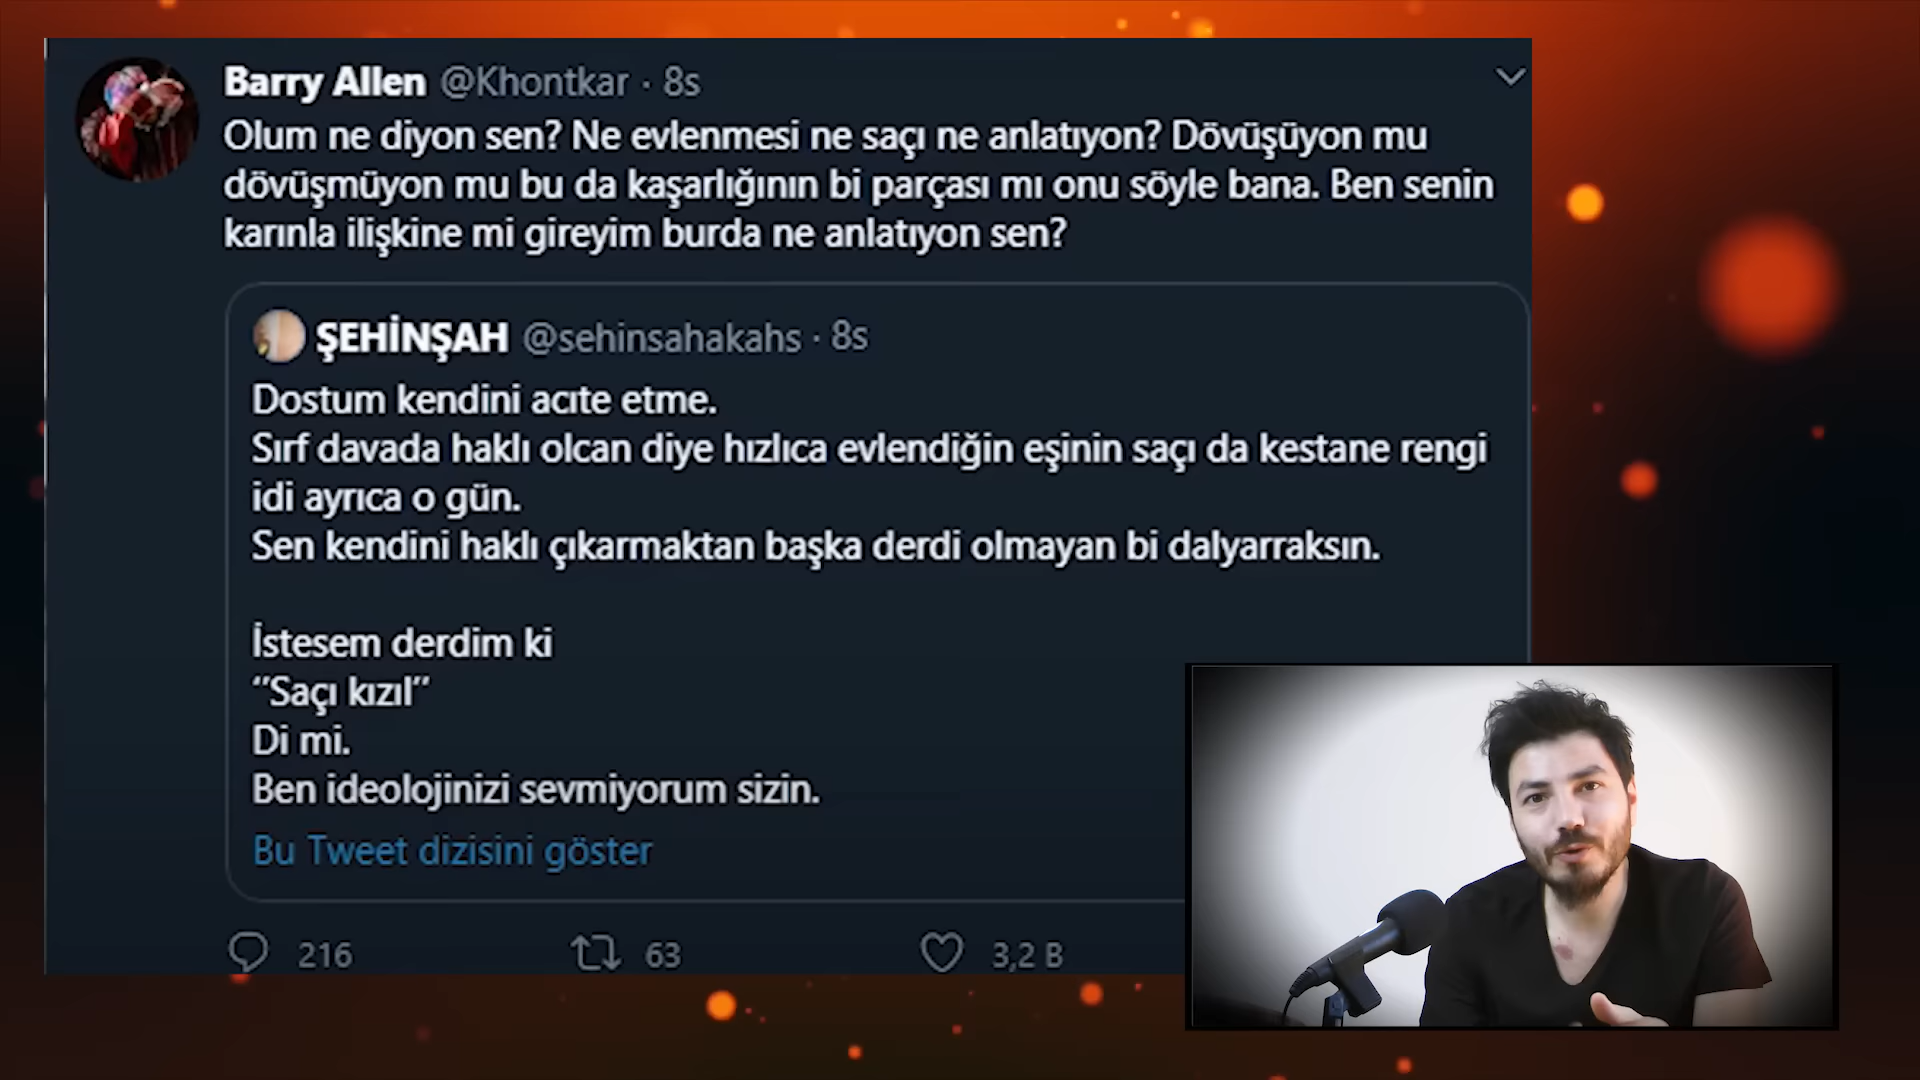 Barry Allen @Khontkar · 8s
Olum ne diyon sen? Ne evlenmesi ne saçı ne anlatıyon? Dövüşüyon mu
dövüşmüyon mu bu da kaşarlığının bi parçası mı onu söyle bana. Ben senin
karınla ilişkine mi gireyim burda ne anlatıyon sen?
ŞEHİNŞAH @sehinsahakahs · 8s
Dostum kendini acıte etme.
Sırf davada haklı olcan diye hızlıca evlendiğin eşinin saçı da kestane rengi
idi ayrıca o gün.
Sen kendini haklı çıkarmaktan başka derdi olmayan bi dalyarraksın.
İstesem derdim ki
‘’Saçı kızıl’’
Di mi.
Ben ideolojinizi sevmiyorum sizin.
Bu Tweet dizisini göster
216 63 3,2 B